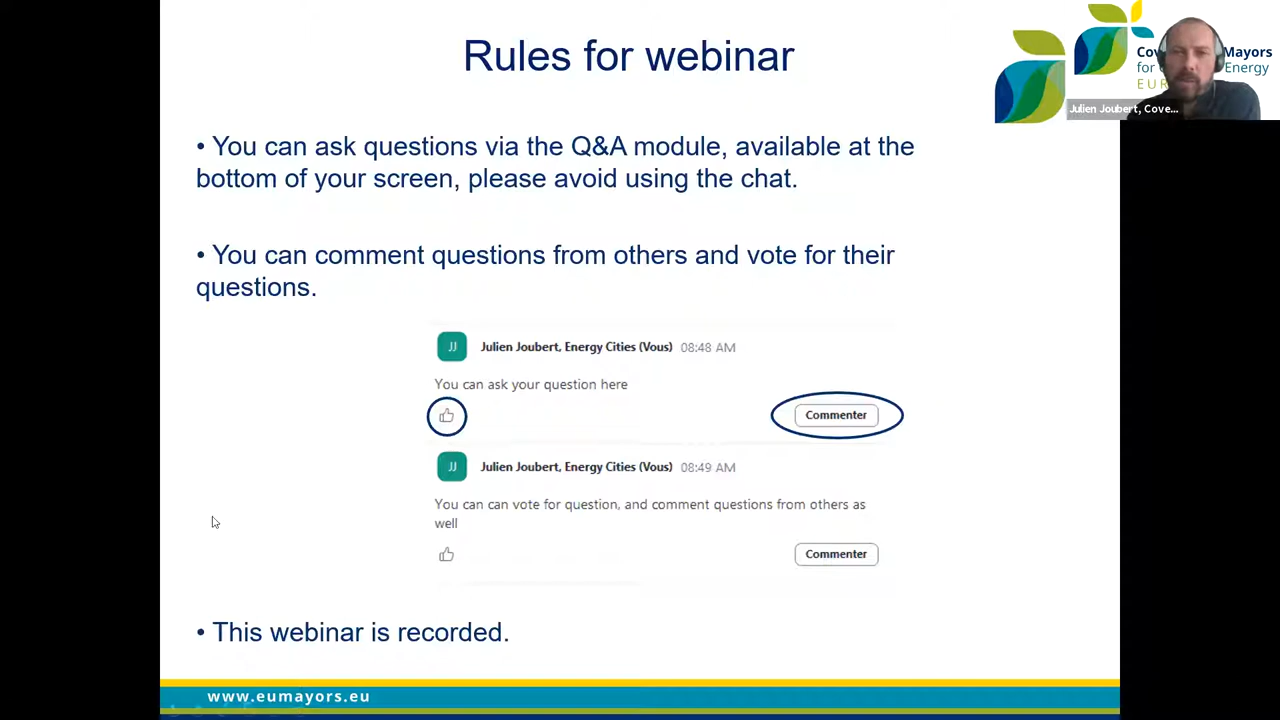 Rules for webinar
Cov Mayors
for Energy
EUR
Julien Joubert, Cove...
• You can ask questions via the Q&A module, available at the
bottom of your screen, please avoid using the chat.
• You can comment questions from others and vote for their
questions.
JJ Julien Joubert, Energy Cities (Vous) 08:48 AM
You can ask your question here
Commenter
JJ Julien Joubert, Energy Cities (Vous) 08:49 AM
You can can vote for question, and comment questions from others as
well
Commenter
• This webinar is recorded.
www.eumayors.eu